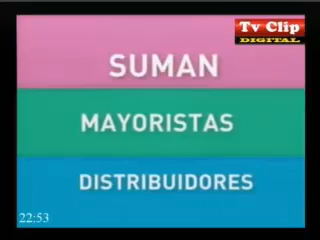 Tv Clip
DIGITAL
SUMAN
MAYORISTAS
DISTRIBUIDORES
22:53